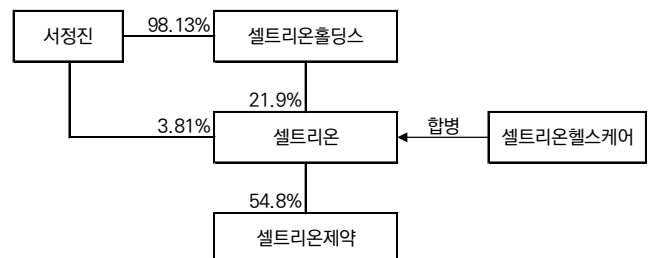 서정진
98.13%
셀트리온홀딩스
21.9%
3.81%
셀트리온
합병
셀트리온헬스케어
54.8%
셀트리온제약